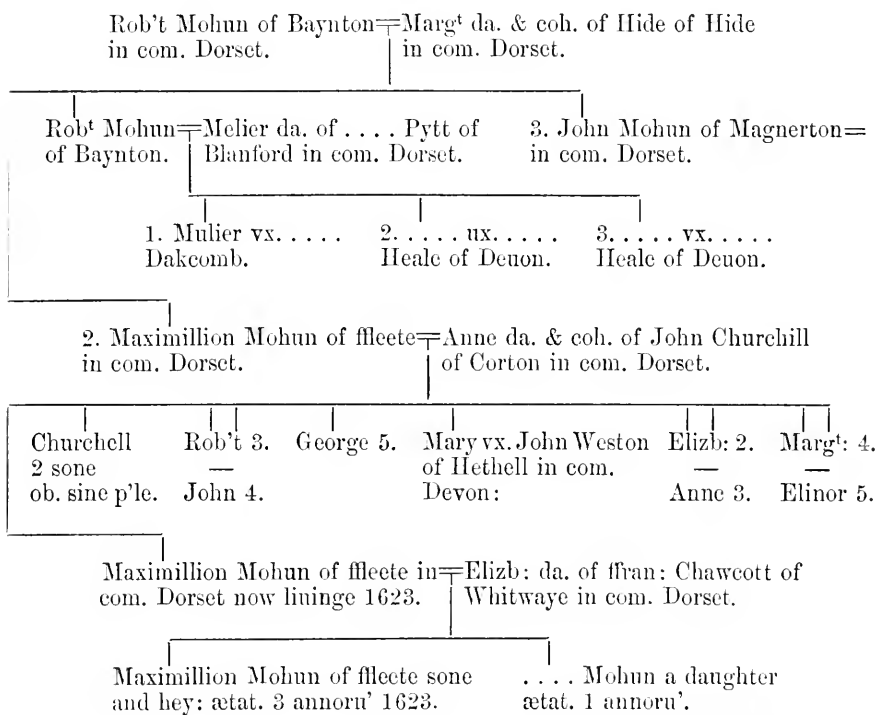 Rob't Mohun of Baynton Margᵗ da. & coh. of Hide of Hide
in com. Dorset. in com. Dorset.
Robᵗ Mohun Melier da. of . . . . Pytt of 3. John Mohun of Magnerton
of Baynton. Blanford in com. Dorset. in com. Dorset.
1. Mulier vx. . . . . 2. . . . . ux. . . . . 3. . . . . vx. . . . .
Dakcomb. Heale of Deuon. Heale of Deuon.
2. Maximillion Mohun of ffleete Anne da. & coh. of John Churchill
in com. Dorset. of Corton in com. Dorset.
Churchell Rob't 3. George 5. Mary vx. John Weston Elizb: 2. Margᵗ: 4.
2 sone — of Hethell in com. — —
ob. sine p'le. John 4. Devon: Anne 3. Elinor 5.
Maximillion Mohun of ffleete in Elizb: da. of ffran: Chawcott of
com. Dorset now liuinge 1623. Whitwaye in com. Dorset.
Maximillion Mohun of ffleete sone . . . . Mohun a daughter
and hey: ætat. 3 annoru' 1623. ætat. 1 annoru'.